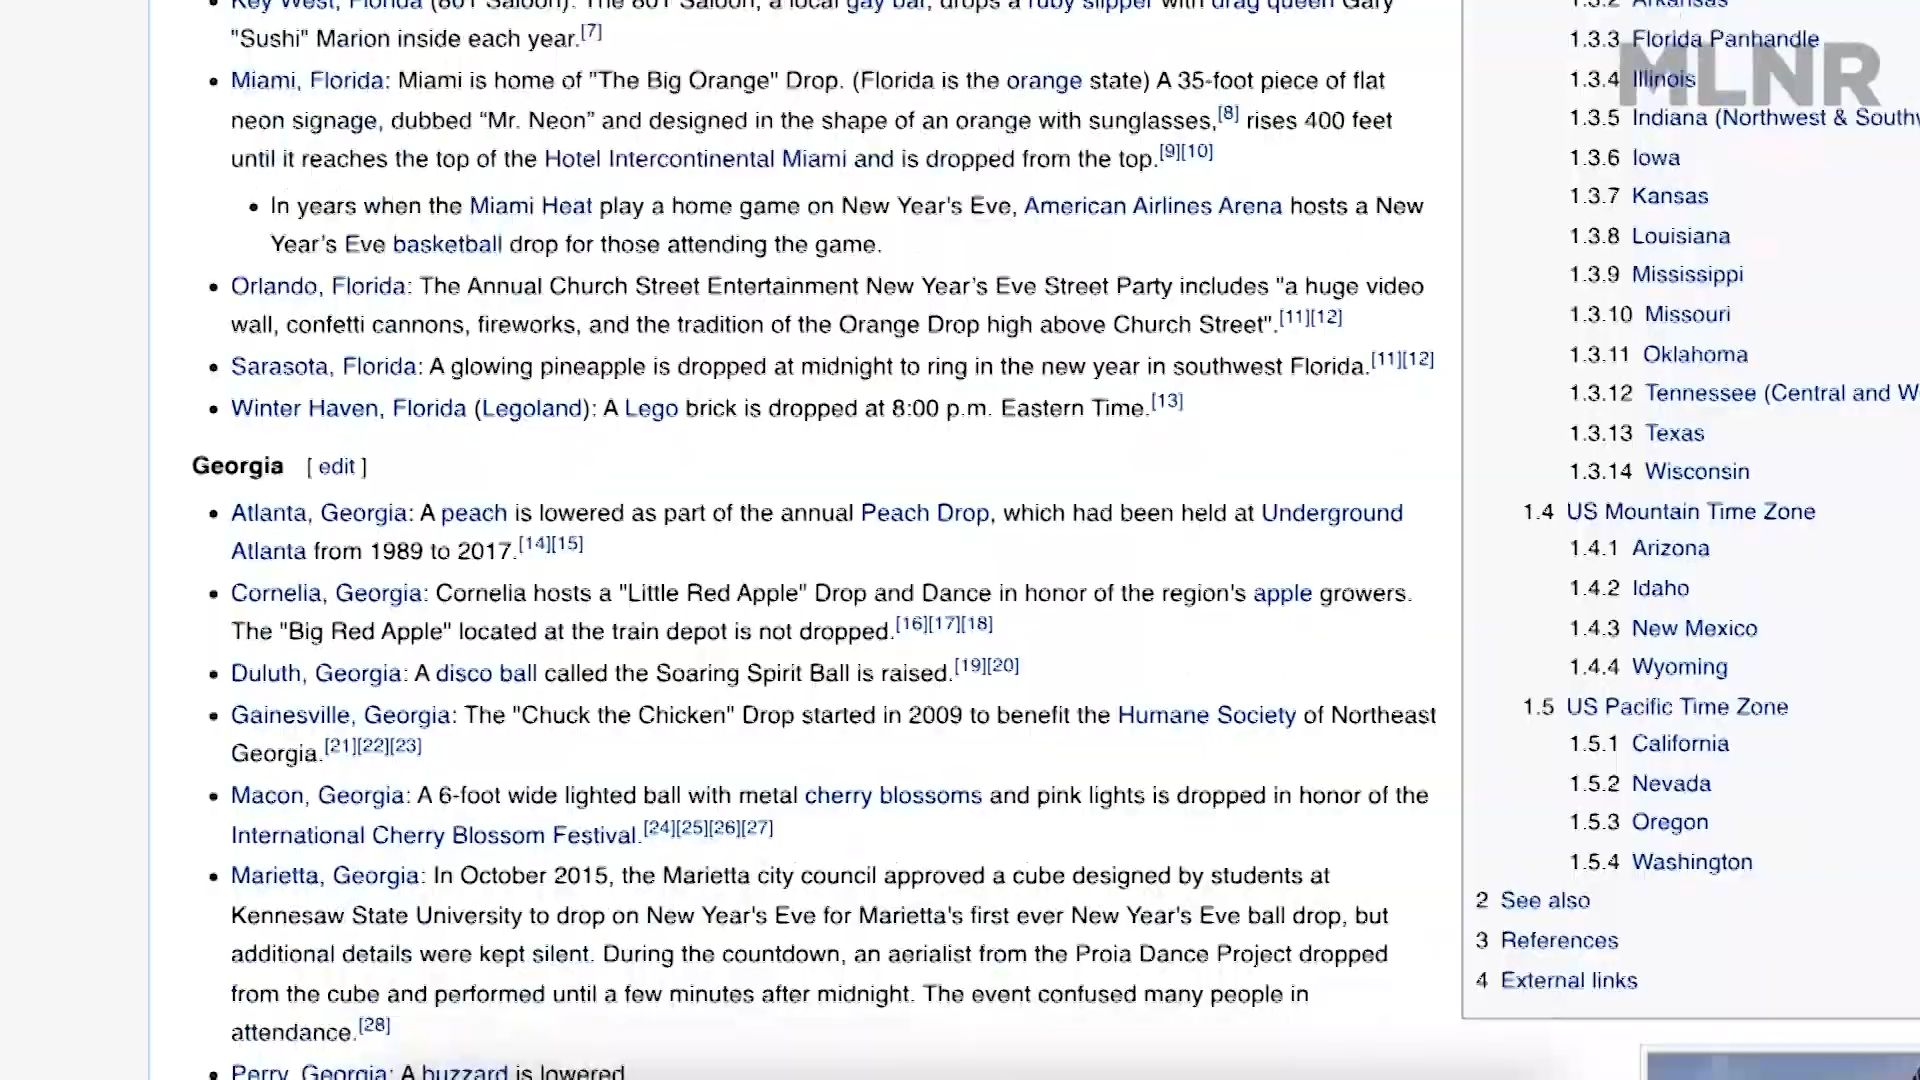 Key West, Florida (801 Saloon): The 801 Saloon, a local gay bar, drops a ruby slipper with drag queen Gary
"Sushi" Marion inside each year.[7]
Miami, Florida: Miami is home of "The Big Orange" Drop. (Florida is the orange state) A 35-foot piece of flat
neon signage, dubbed “Mr. Neon” and designed in the shape of an orange with sunglasses,[8] rises 400 feet
until it reaches the top of the Hotel Intercontinental Miami and is dropped from the top.[9][10]
In years when the Miami Heat play a home game on New Year's Eve, American Airlines Arena hosts a New
Year’s Eve basketball drop for those attending the game.
Orlando, Florida: The Annual Church Street Entertainment New Year’s Eve Street Party includes "a huge video
wall, confetti cannons, fireworks, and the tradition of the Orange Drop high above Church Street".[11][12]
Sarasota, Florida: A glowing pineapple is dropped at midnight to ring in the new year in southwest Florida.[11][12]
Winter Haven, Florida (Legoland): A Lego brick is dropped at 8:00 p.m. Eastern Time.[13]
Georgia [ edit ]
Atlanta, Georgia: A peach is lowered as part of the annual Peach Drop, which had been held at Underground
Atlanta from 1989 to 2017.[14][15]
Cornelia, Georgia: Cornelia hosts a "Little Red Apple" Drop and Dance in honor of the region's apple growers.
The "Big Red Apple" located at the train depot is not dropped.[16][17][18]
Duluth, Georgia: A disco ball called the Soaring Spirit Ball is raised.[19][20]
Gainesville, Georgia: The "Chuck the Chicken" Drop started in 2009 to benefit the Humane Society of Northeast
Georgia.[21][22][23]
Macon, Georgia: A 6-foot wide lighted ball with metal cherry blossoms and pink lights is dropped in honor of the
International Cherry Blossom Festival.[24][25][26][27]
Marietta, Georgia: In October 2015, the Marietta city council approved a cube designed by students at
Kennesaw State University to drop on New Year's Eve for Marietta's first ever New Year's Eve ball drop, but
additional details were kept silent. During the countdown, an aerialist from the Proia Dance Project dropped
from the cube and performed until a few minutes after midnight. The event confused many people in
attendance.[28]
Perry, Georgia: A buzzard is lowered
1.3.2 Arkansas
1.3.3 Florida Panhandle
1.3.4 Illinois
1.3.5 Indiana (Northwest & Southw
1.3.6 Iowa
1.3.7 Kansas
1.3.8 Louisiana
1.3.9 Mississippi
1.3.10 Missouri
1.3.11 Oklahoma
1.3.12 Tennessee (Central and W
1.3.13 Texas
1.3.14 Wisconsin
1.4 US Mountain Time Zone
1.4.1 Arizona
1.4.2 Idaho
1.4.3 New Mexico
1.4.4 Wyoming
1.5 US Pacific Time Zone
1.5.1 California
1.5.2 Nevada
1.5.3 Oregon
1.5.4 Washington
2 See also
3 References
4 External links
MLNR